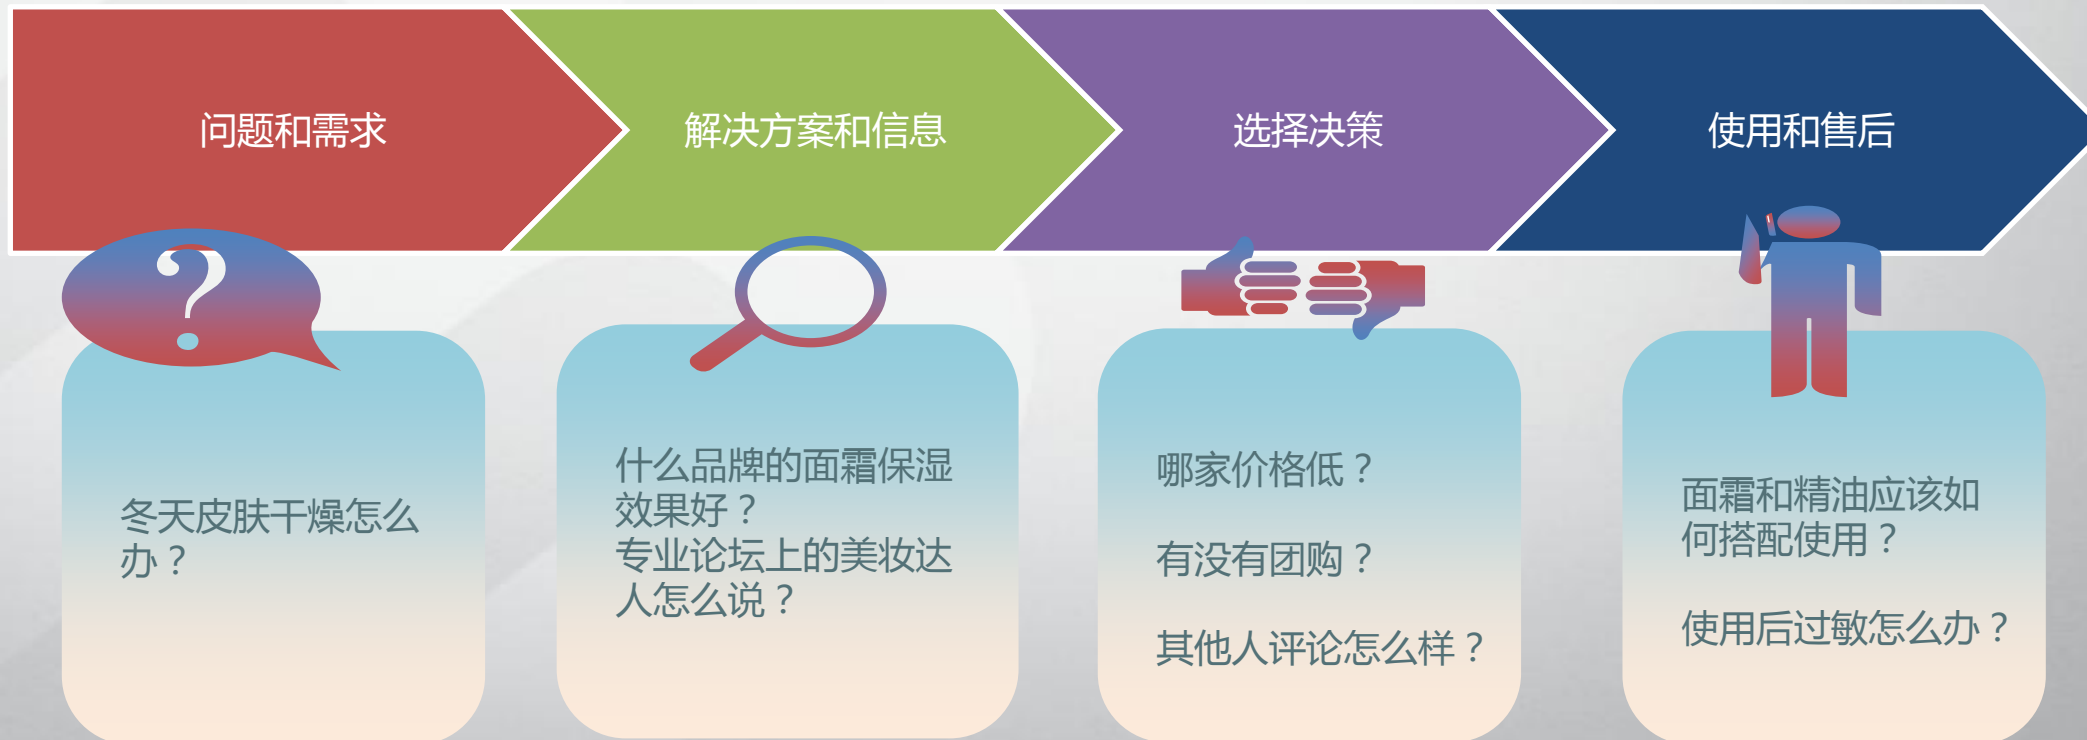 问题和需求
解决方案和信息
选择决策
使用和售后
?
冬天皮肤干燥怎么
办？
什么品牌的面霜保湿
效果好？
专业论坛上的美妆达
人怎么说？
哪家价格低？
有没有团购？
其他人评论怎么样？
面霜和精油应该如
何搭配使用？
使用后过敏怎么办？